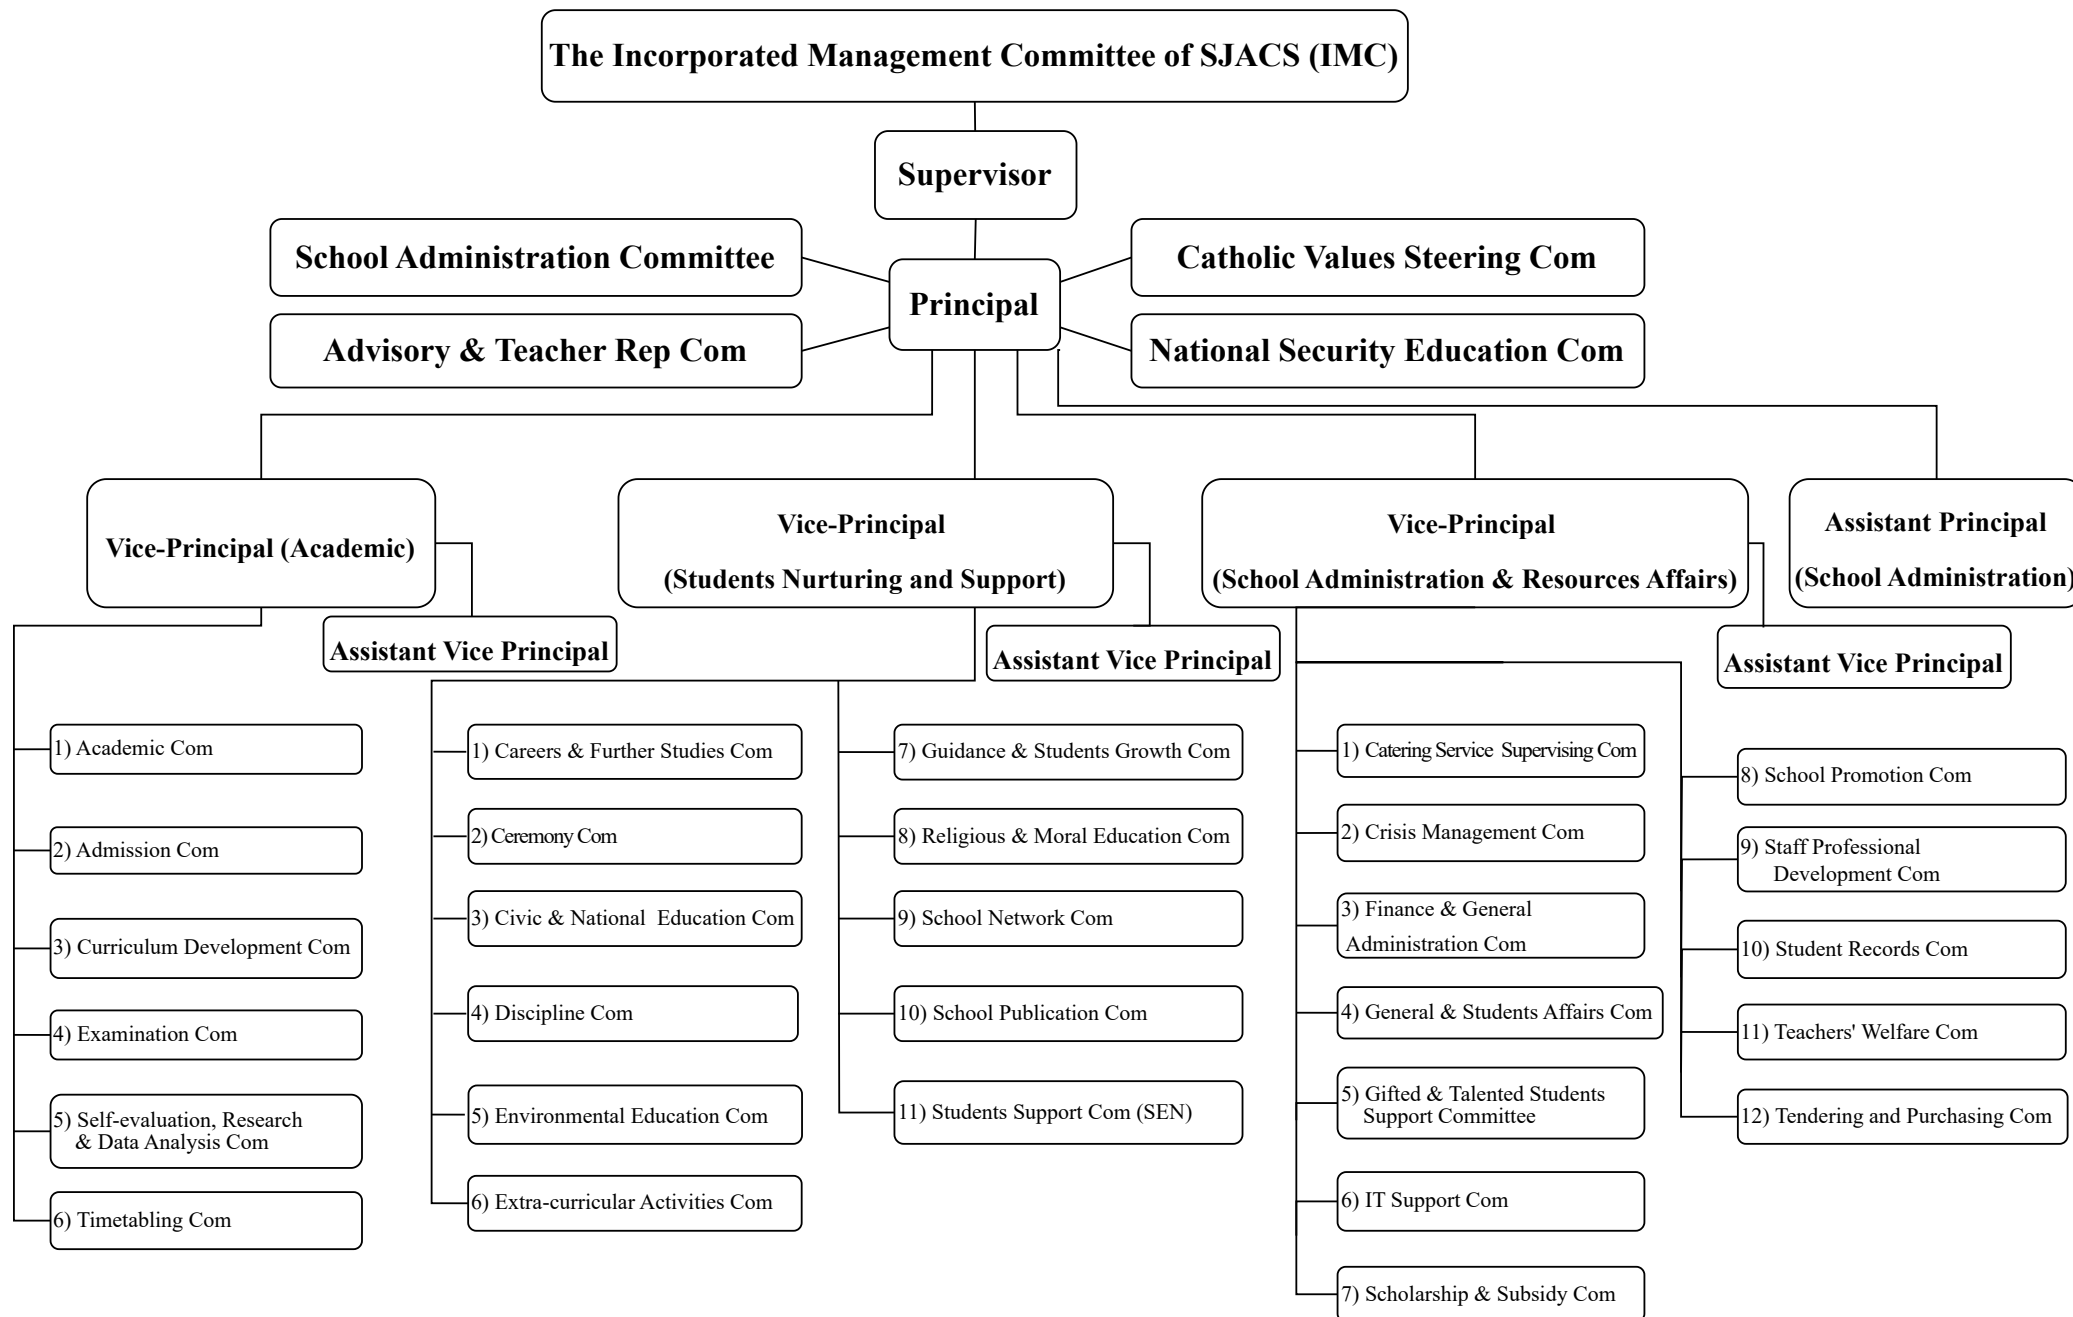 The Incorporated Management Committee of SJACS (IMC)
Supervisor
School Administration Committee
Catholic Values Steering Com
Principal
Advisory & Teacher Rep Com
National Security Education Com
Vice-Principal (Academic)
Assistant Vice Principal
Vice-Principal
(Students Nurturing and Support)
Assistant Vice Principal
Vice-Principal
(School Administration & Resources Affairs)
Assistant Vice Principal
Assistant Principal
(School Administration)
1) Academic Com
2) Admission Com
3) Curriculum Development Com
4) Examination Com
5) Self-evaluation, Research
& Data Analysis Com
6) Timetabling Com
1) Careers & Further Studies Com
2) Ceremony Com
3) Civic & National Education Com
4) Discipline Com
5) Environmental Education Com
6) Extra-curricular Activities Com
7) Guidance & Students Growth Com
8) Religious & Moral Education Com
9) School Network Com
10) School Publication Com
11) Students Support Com (SEN)
1) Catering Service Supervising Com
2) Crisis Management Com
3) Finance & General
Administration Com
4) General & Students Affairs Com
5) Gifted & Talented Students
Support Committee
6) IT Support Com
7) Scholarship & Subsidy Com
8) School Promotion Com
9) Staff Professional
Development Com
10) Student Records Com
11) Teachers' Welfare Com
12) Tendering and Purchasing Com